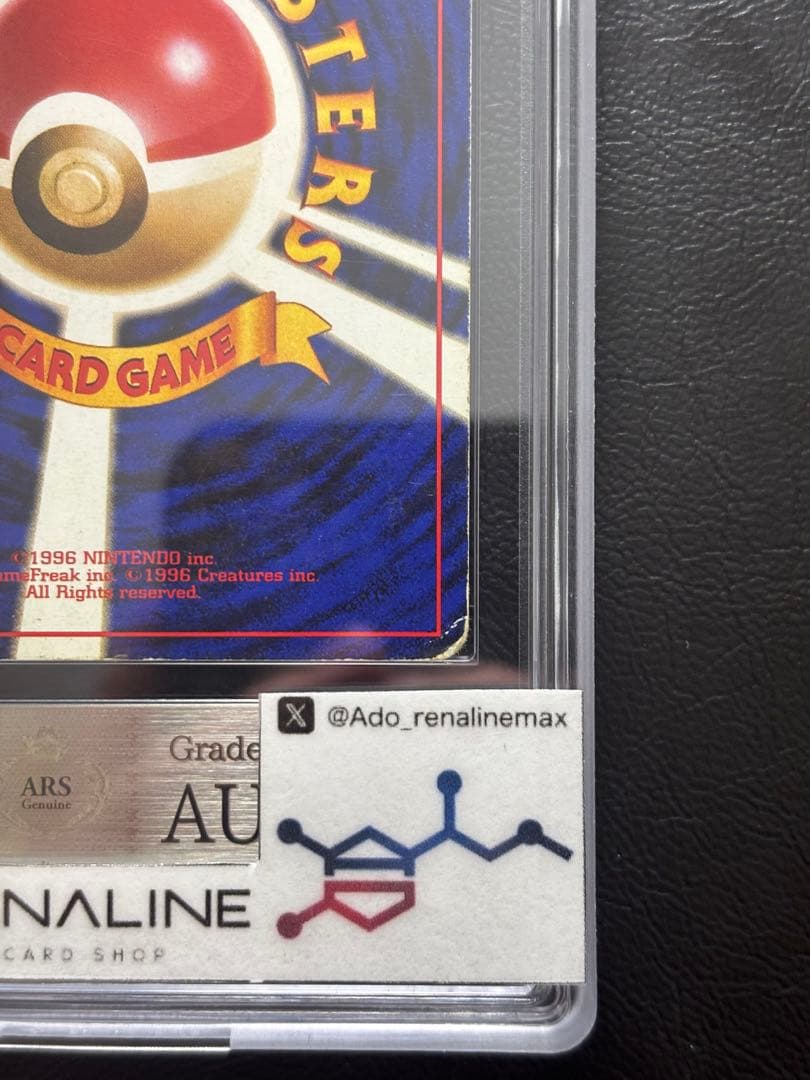 STERS
CARD GAME
©1996 NINTENDO inc.
meFreak inc. ©1996 Creatures inc.
All Rights reserved.
ARS
Genuine
Grade
AU
X @Ado_renalinemax
NALINE
CARD SHOP